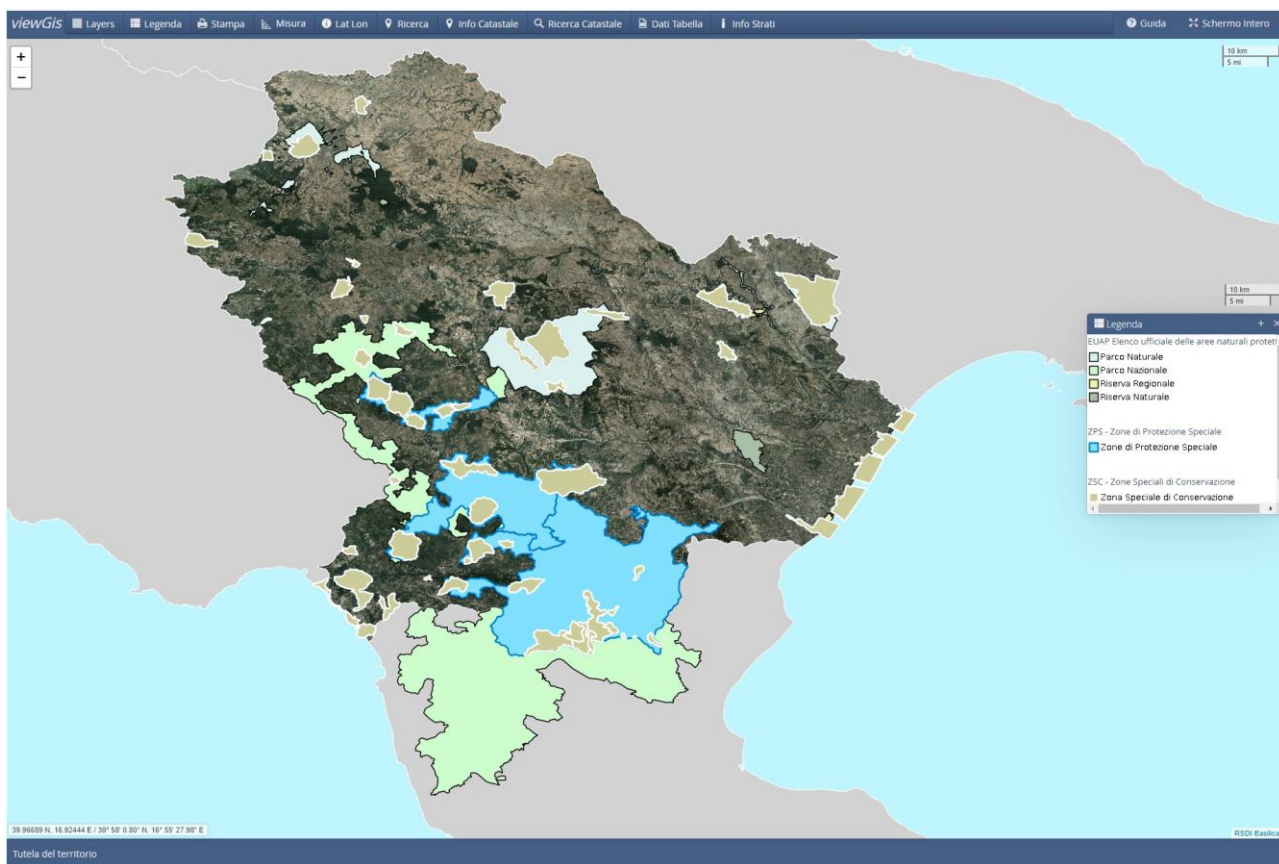 viewGis Layers Legenda Stampa Misura Lat Lon Ricerca Info Catastale Ricerca Catastale Dati Tabella Info Strati Guida Schermo Intero
+
−
10 km
5 mi
10 km
5 mi
Legenda + ×
EUAP Elenco ufficiale delle aree naturali protett
Parco Naturale
Parco Nazionale
Riserva Regionale
Riserva Naturale
ZPS - Zone di Protezione Speciale
Zone di Protezione Speciale
ZSC - Zone Speciali di Conservazione
Zona Speciale di Conservazione
39.96689 N, 16.92444 E / 39° 58' 0.80" N, 16° 55' 27.98" E
RSDI Basilica
Tutela del territorio